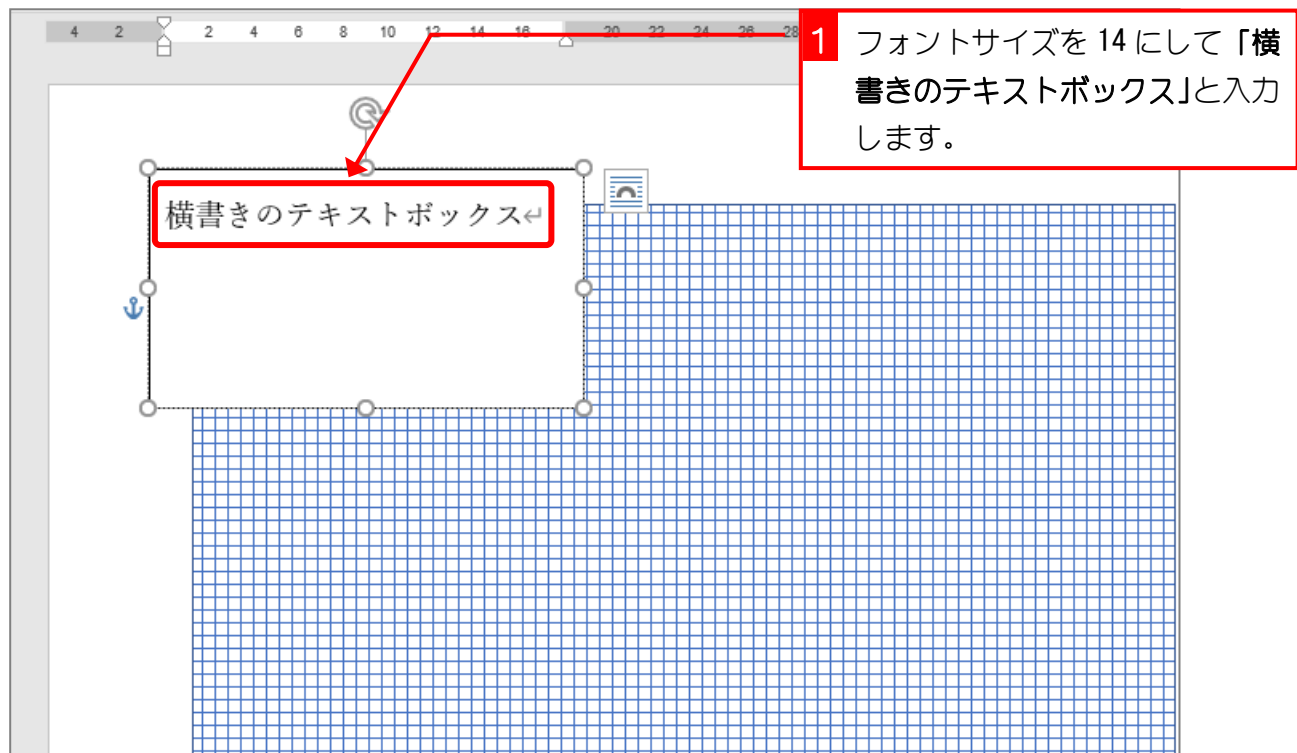 4 2 2 4 6 8 10 12 14 16 20 22 24 26 28
1 フォントサイズを 14 にして「横
書きのテキストボックス」と入力
します。
横書きのテキストボックス↵